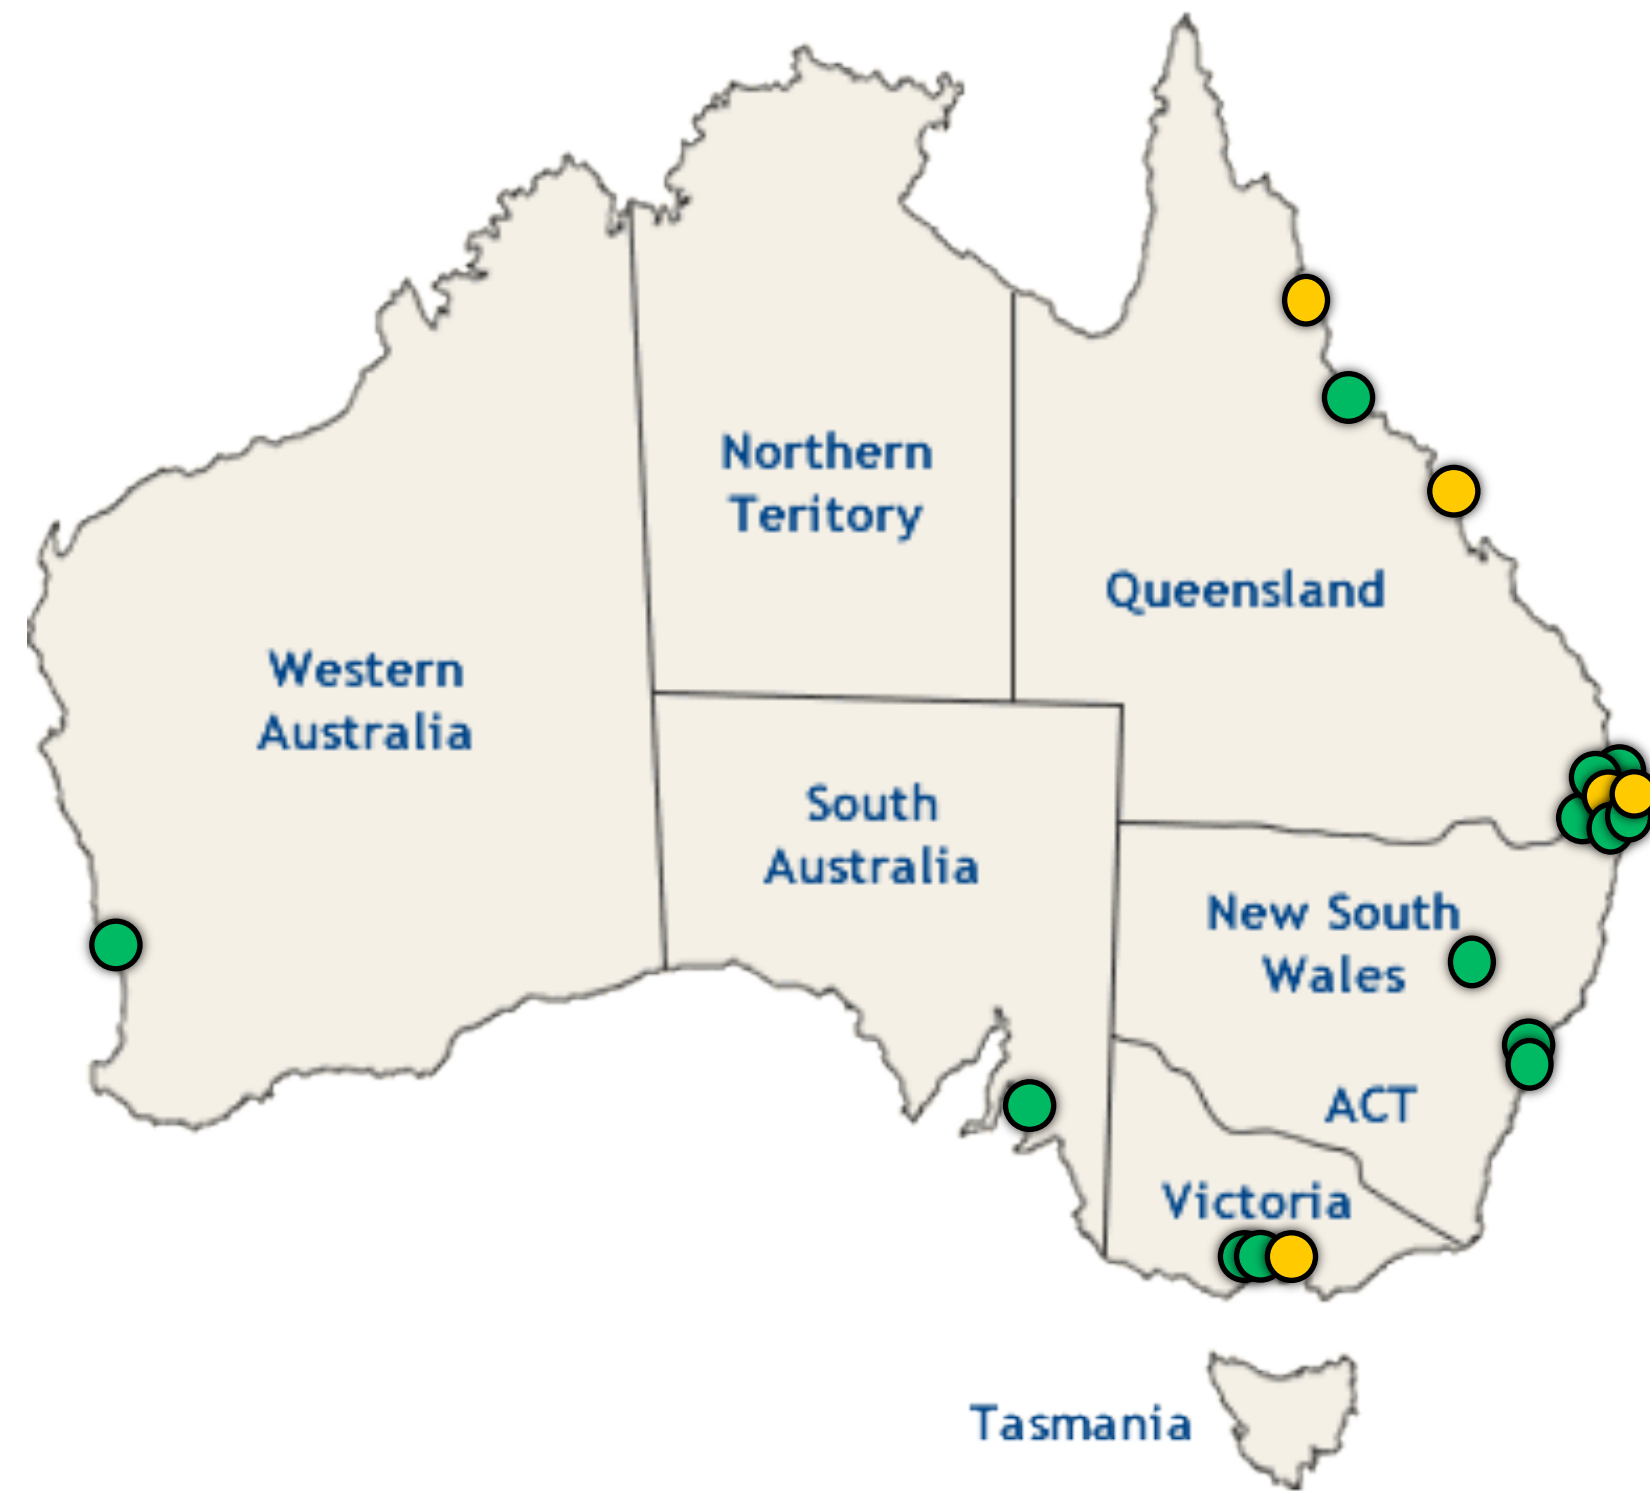 Northern
Teritory
Queensland
Western
Australia
South
Australia
New South
Wales
ACT
Victoria
Tasmania